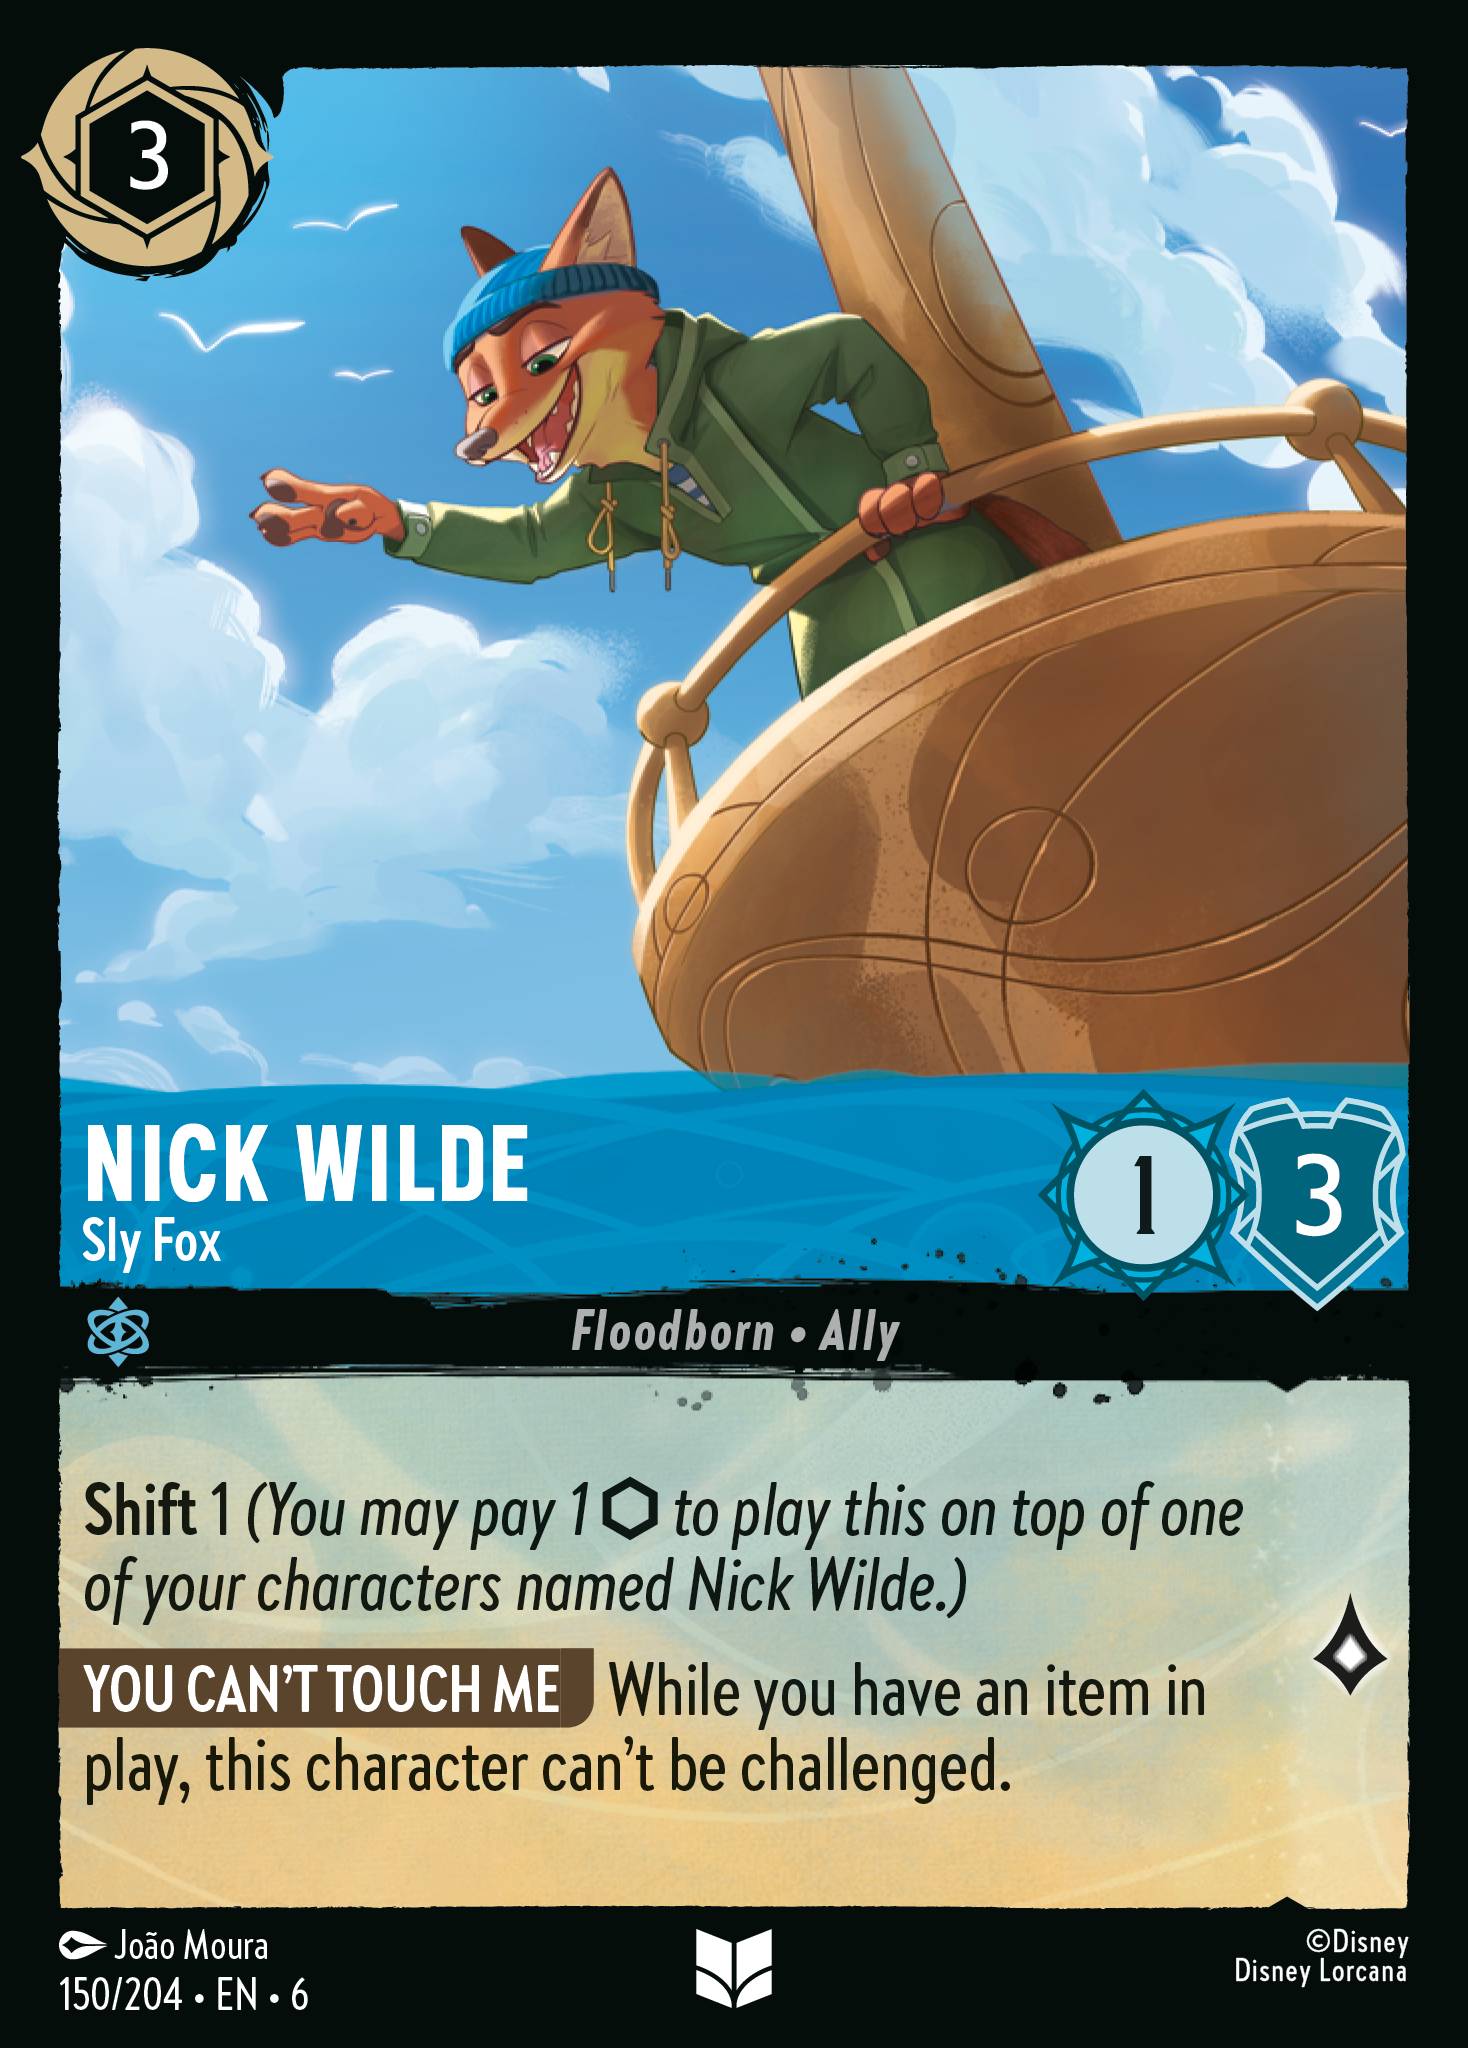 3
NICK WILDE
Sly Fox
1
3
Floodborn • Ally
Shift 1 (You may pay 1 ⬡ to play this on top of one
of your characters named Nick Wilde.)
YOU CAN'T TOUCH ME While you have an item in
play, this character can't be challenged.
João Moura
150/204 • EN • 6
©Disney
Disney Lorcana